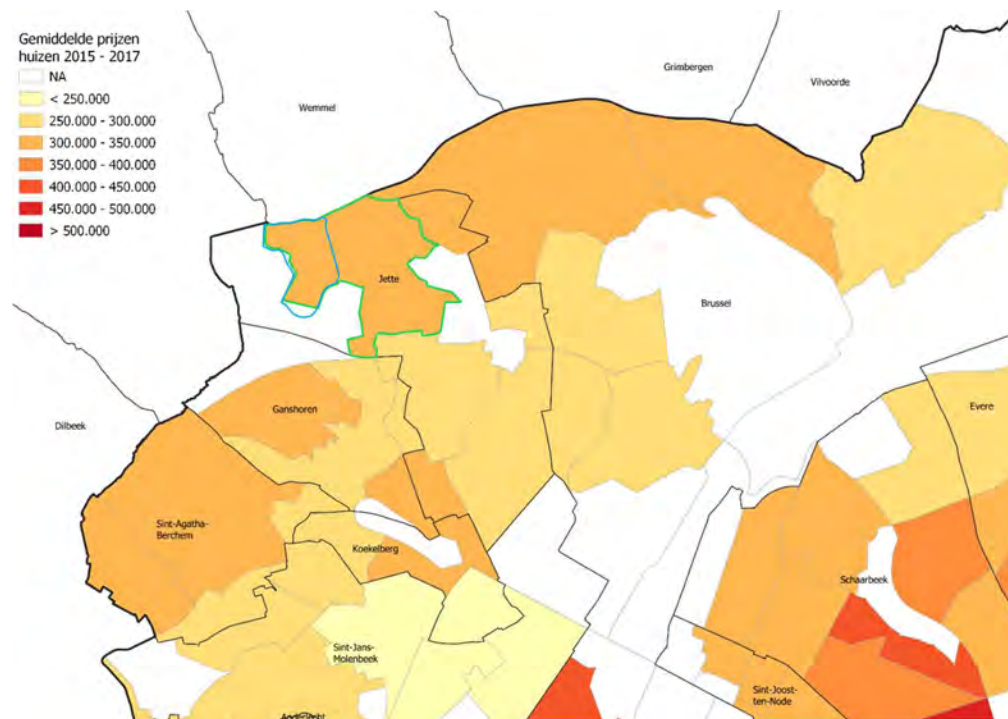 Gemiddelde prijzen
huizen 2015 - 2017
NA
< 250.000
250.000 - 300.000
300.000 - 350.000
350.000 - 400.000
400.000 - 450.000
450.000 - 500.000
> 500.000
Grimbergen
Vilvoorde
Wemmel
Jette
Brussel
Ganshoren
Evere
Dilbeek
Sint-Agatha-
Berchem
Koekelberg
Schaarbeek
Sint-Jans-
Molenbeek
Sint-Joost-
ten-Node
Anderlecht